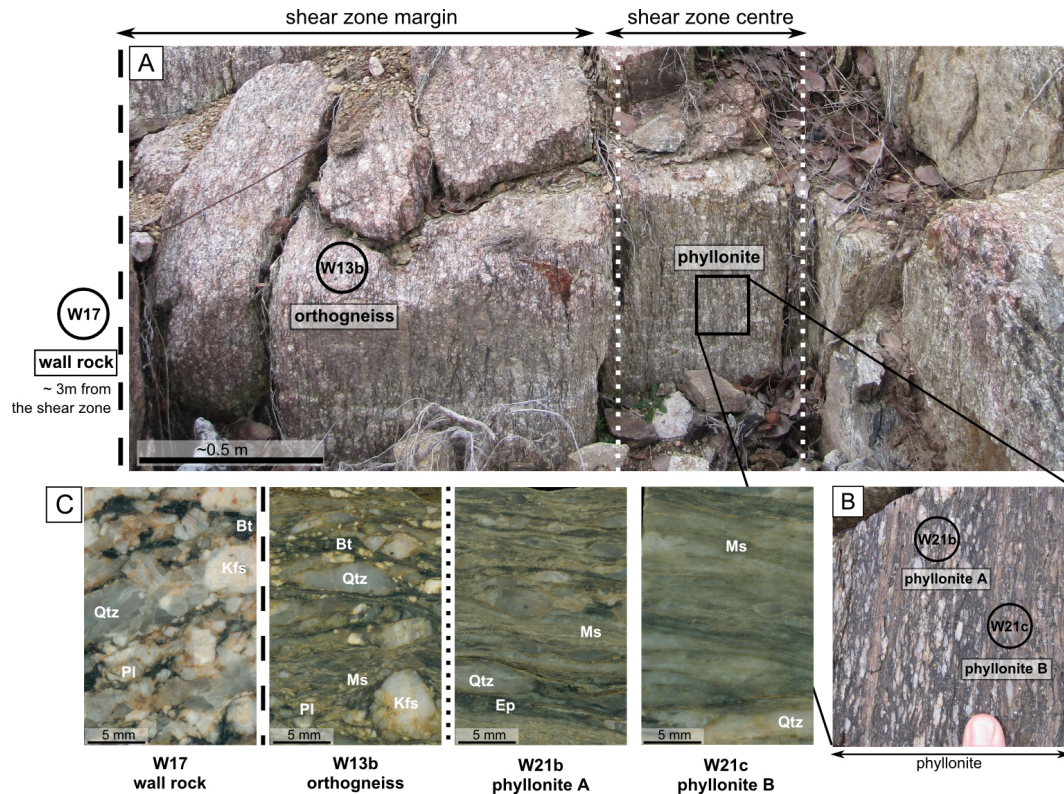 shear zone margin
shear zone centre
A
W13b
orthogneiss
phyllonite
W17
wall rock
~ 3m from
the shear zone
~0.5 m
C
Bt
Kfs
Qtz
Pl
5 mm
W17
wall rock
Bt
Qtz
Ms
Pl
Kfs
5 mm
W13b
orthogneiss
Ms
Qtz
Ep
5 mm
W21b
phyllonite A
Ms
Qtz
5 mm
W21c
phyllonite B
B
W21b
phyllonite A
W21c
phyllonite B
phyllonite